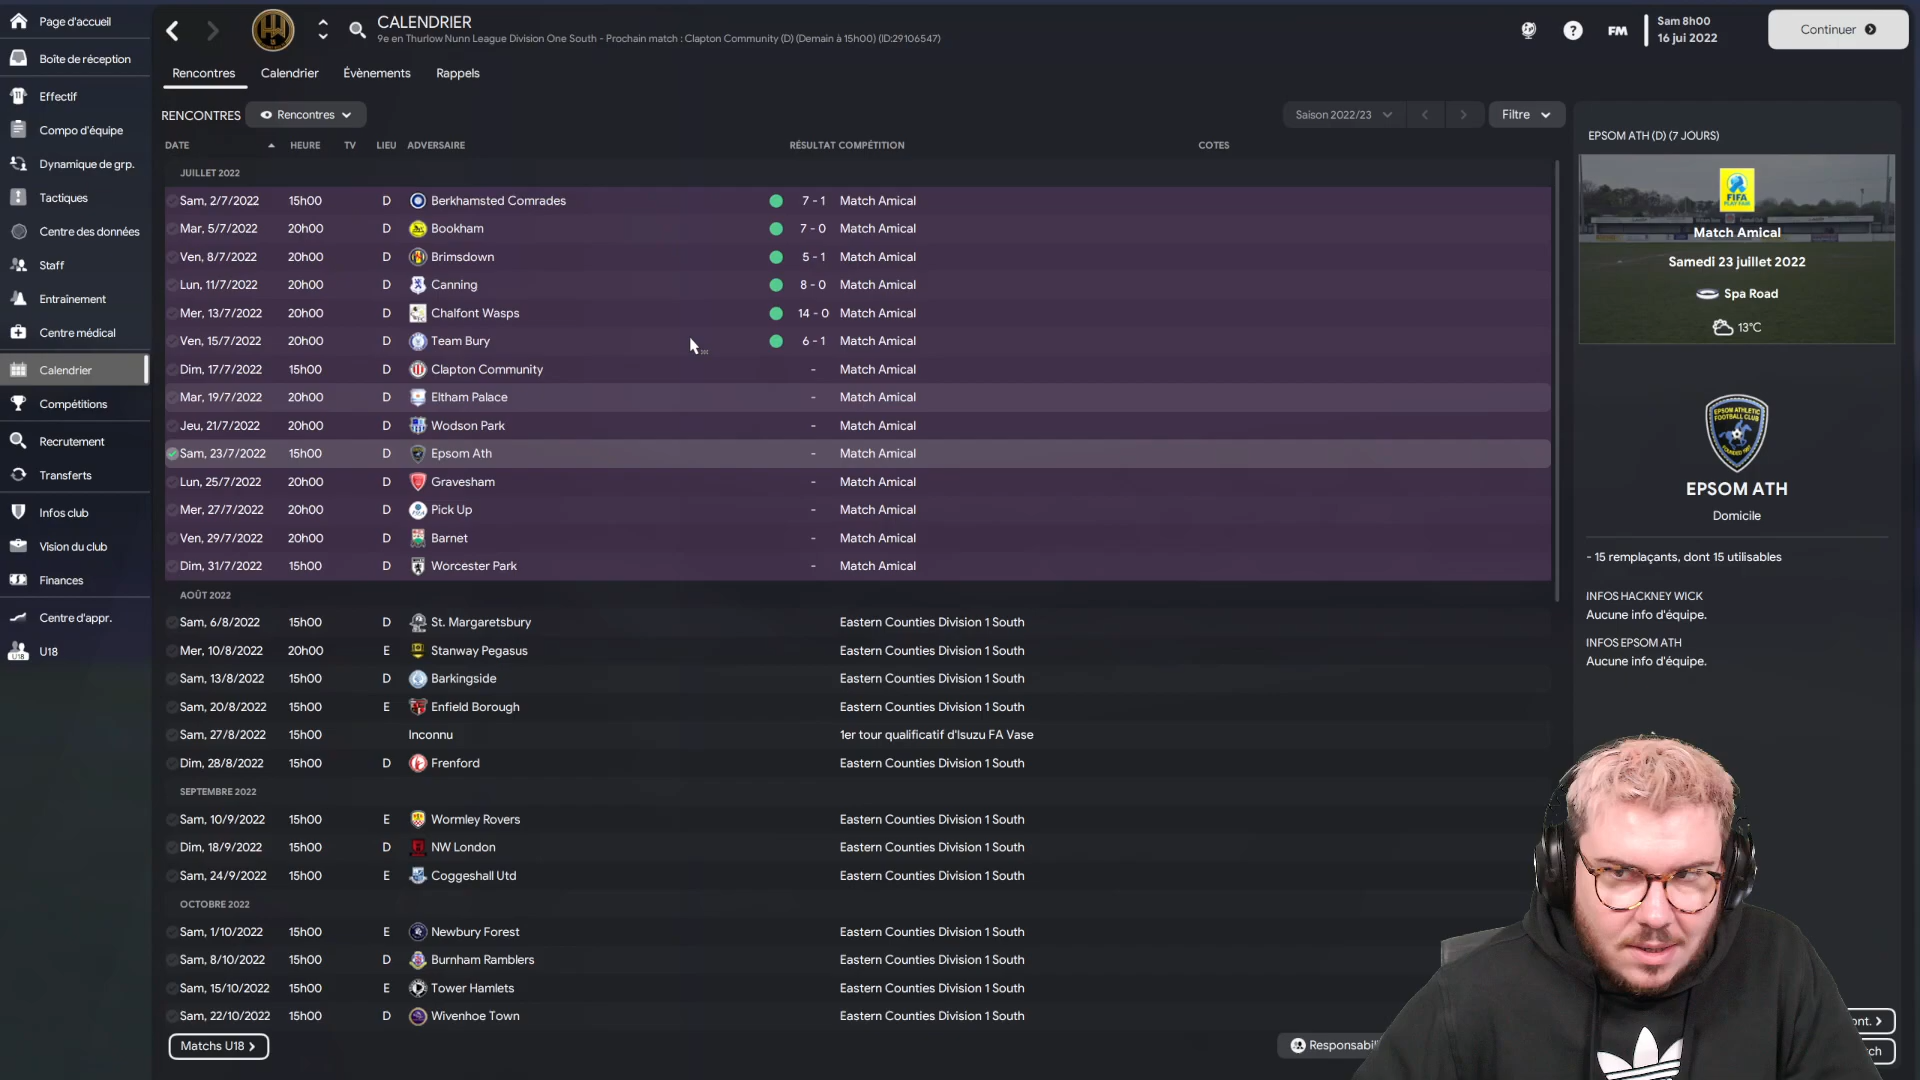 Page d'accueil
Boîte de réception
Effectif
Compo d'équipe
Dynamique de grp.
Tactiques
Centre des données
Staff
Entraînement
Centre médical
Calendrier
Compétitions
Recrutement
Transferts
Infos club
Vision du club
Finances
Centre d'appr.
U18
CALENDRIER
9e en Thurlow Nunn League Division One South - Prochain match : Clapton Community (D) (Demain à 15h00) (ID:29106547)
FM
Sam 8h00
16 jui 2022
Continuer
Rencontres Calendrier Évènements Rappels
RENCONTRES Rencontres Saison 2022/23 Filtre
DATE HEURE TV LIEU ADVERSAIRE RÉSULTAT COMPÉTITION COTES
JUILLET 2022
Sam, 2/7/2022 15h00 D Berkhamsted Comrades 7 - 1 Match Amical
Mar, 5/7/2022 20h00 D Bookham 7 - 0 Match Amical
Ven, 8/7/2022 20h00 D Brimsdown 5 - 1 Match Amical
Lun, 11/7/2022 20h00 D Canning 8 - 0 Match Amical
Mer, 13/7/2022 20h00 D Chalfont Wasps 14 - 0 Match Amical
Ven, 15/7/2022 20h00 D Team Bury 6 - 1 Match Amical
Dim, 17/7/2022 15h00 D Clapton Community - Match Amical
Mar, 19/7/2022 20h00 D Eltham Palace - Match Amical
Jeu, 21/7/2022 20h00 D Wodson Park - Match Amical
Sam, 23/7/2022 15h00 D Epsom Ath - Match Amical
Lun, 25/7/2022 20h00 D Gravesham - Match Amical
Mer, 27/7/2022 20h00 D Pick Up - Match Amical
Ven, 29/7/2022 20h00 D Barnet - Match Amical
Dim, 31/7/2022 15h00 D Worcester Park - Match Amical
AOÛT 2022
Sam, 6/8/2022 15h00 D St. Margaretsbury Eastern Counties Division 1 South
Mer, 10/8/2022 20h00 E Stanway Pegasus Eastern Counties Division 1 South
Sam, 13/8/2022 15h00 D Barkingside Eastern Counties Division 1 South
Sam, 20/8/2022 15h00 E Enfield Borough Eastern Counties Division 1 South
Sam, 27/8/2022 15h00 Inconnu 1er tour qualificatif d'Isuzu FA Vase
Dim, 28/8/2022 15h00 D Frenford Eastern Counties Division 1 South
SEPTEMBRE 2022
Sam, 10/9/2022 15h00 E Wormley Rovers Eastern Counties Division 1 South
Dim, 18/9/2022 15h00 D NW London Eastern Counties Division 1 South
Sam, 24/9/2022 15h00 E Coggeshall Utd Eastern Counties Division 1 South
OCTOBRE 2022
Sam, 1/10/2022 15h00 E Newbury Forest Eastern Counties Division 1 South
Sam, 8/10/2022 15h00 D Burnham Ramblers Eastern Counties Division 1 South
Sam, 15/10/2022 15h00 E Tower Hamlets Eastern Counties Division 1 South
Sam, 22/10/2022 15h00 D Wivenhoe Town Eastern Counties Division 1 South
Matchs U18
EPSOM ATH (D) (7 JOURS)
FIFA
Match Amical
Samedi 23 juillet 2022
Spa Road
13°C
EPSOM ATHLETIC
FOOTBALL CLUB
EPSOM ATH
Domicile
- 15 remplaçants, dont 15 utilisables
INFOS HACKNEY WICK
Aucune info d'équipe.
INFOS EPSOM ATH
Aucune info d'équipe.